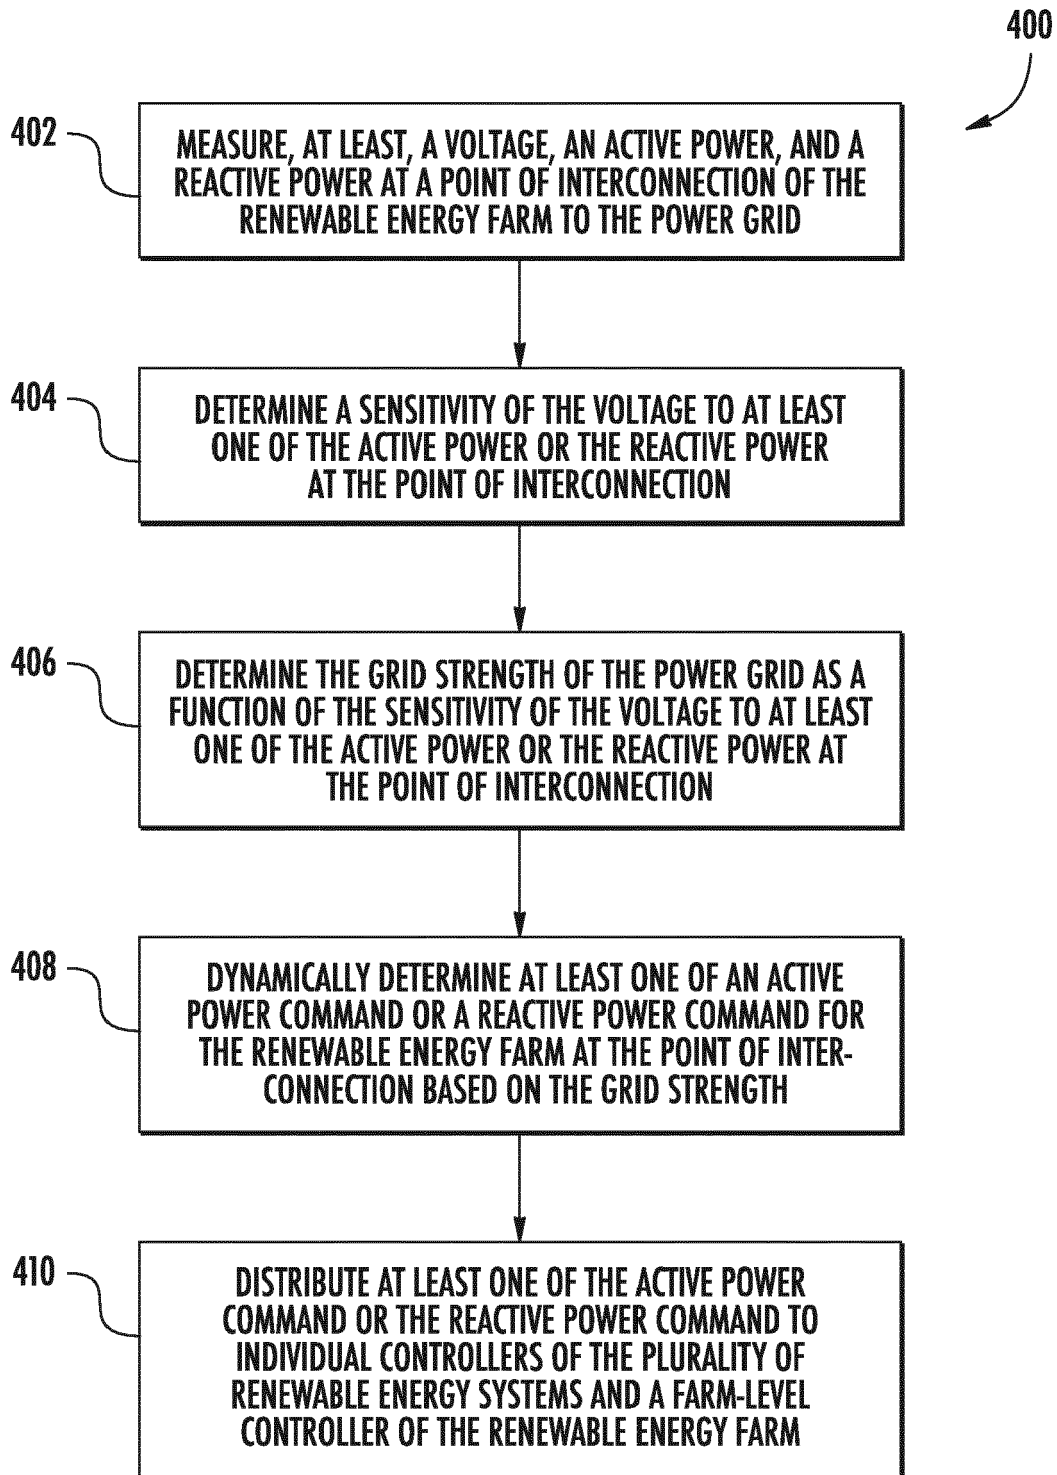 400
402
MEASURE, AT LEAST, A VOLTAGE, AN ACTIVE POWER, AND A
REACTIVE POWER AT A POINT OF INTERCONNECTION OF THE
RENEWABLE ENERGY FARM TO THE POWER GRID
404
DETERMINE A SENSITIVITY OF THE VOLTAGE TO AT LEAST
ONE OF THE ACTIVE POWER OR THE REACTIVE POWER
AT THE POINT OF INTERCONNECTION
406
DETERMINE THE GRID STRENGTH OF THE POWER GRID AS A
FUNCTION OF THE SENSITIVITY OF THE VOLTAGE TO AT LEAST
ONE OF THE ACTIVE POWER OR THE REACTIVE POWER AT
THE POINT OF INTERCONNECTION
408
DYNAMICALLY DETERMINE AT LEAST ONE OF AN ACTIVE
POWER COMMAND OR A REACTIVE POWER COMMAND FOR
THE RENEWABLE ENERGY FARM AT THE POINT OF INTER-
CONNECTION BASED ON THE GRID STRENGTH
410
DISTRIBUTE AT LEAST ONE OF THE ACTIVE POWER
COMMAND OR THE REACTIVE POWER COMMAND TO
INDIVIDUAL CONTROLLERS OF THE PLURALITY OF
RENEWABLE ENERGY SYSTEMS AND A FARM-LEVEL
CONTROLLER OF THE RENEWABLE ENERGY FARM